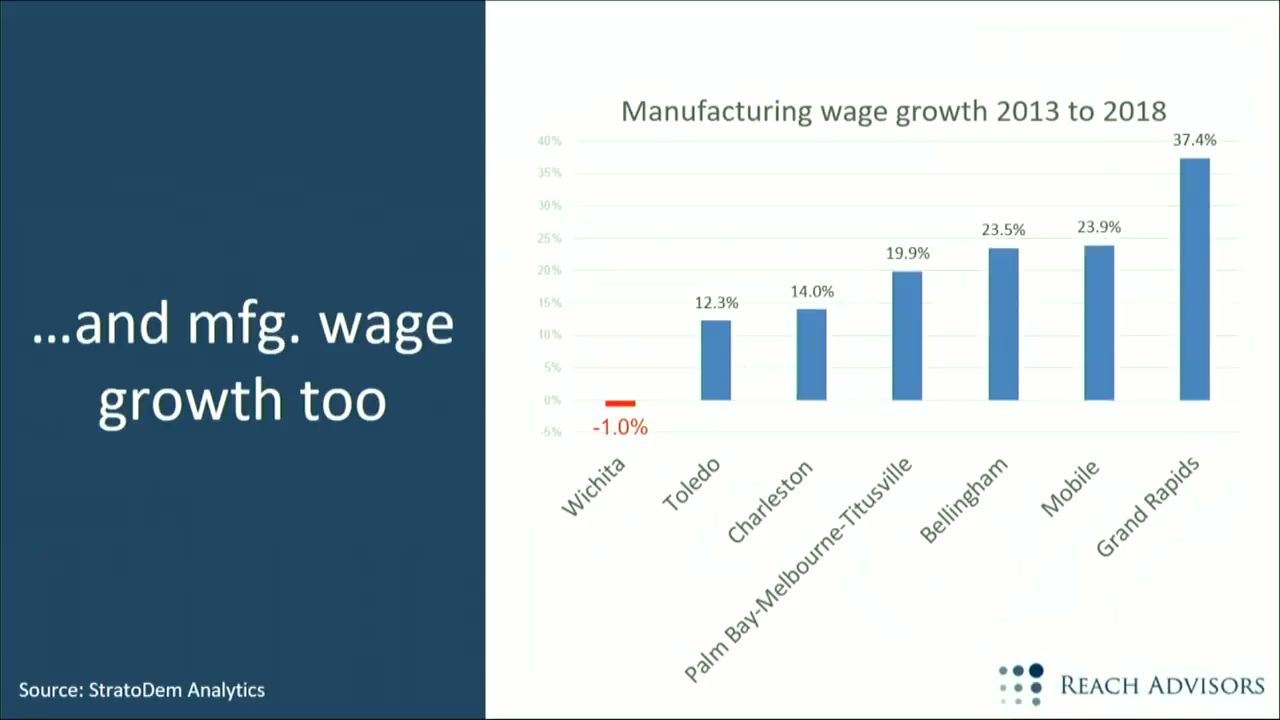 …and mfg. wage
growth too
Source: StratoDem Analytics
Manufacturing wage growth 2013 to 2018
40%
35%
30%
25%
20%
15%
10%
5%
0%
-5%
-1.0%
12.3%
14.0%
19.9%
23.5%
23.9%
37.4%
Wichita
Toledo
Charleston
Palm Bay-Melbourne-Titusville
Bellingham
Mobile
Grand Rapids
REACH ADVISORS